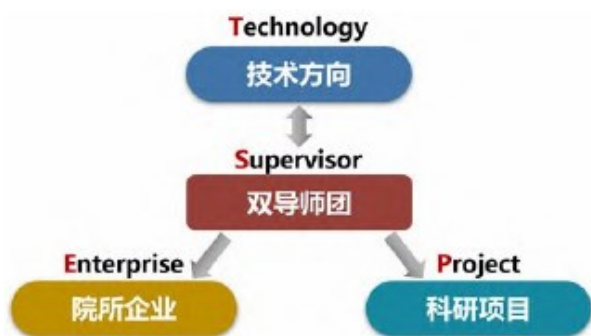 Technology
技术方向
Supervisor
双导师团
Enterprise
院所企业
Project
科研项目